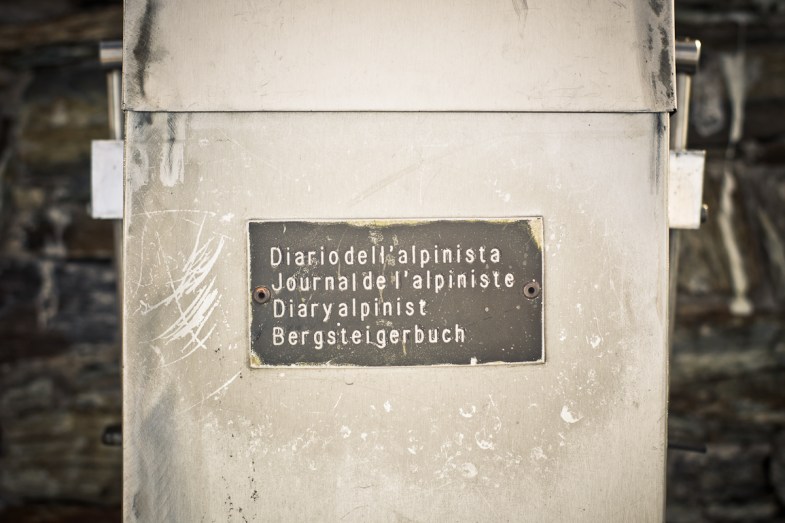 Diario dell'alpinista
Journal de l'alpiniste
Diary alpinist
Bergsteigerbuch